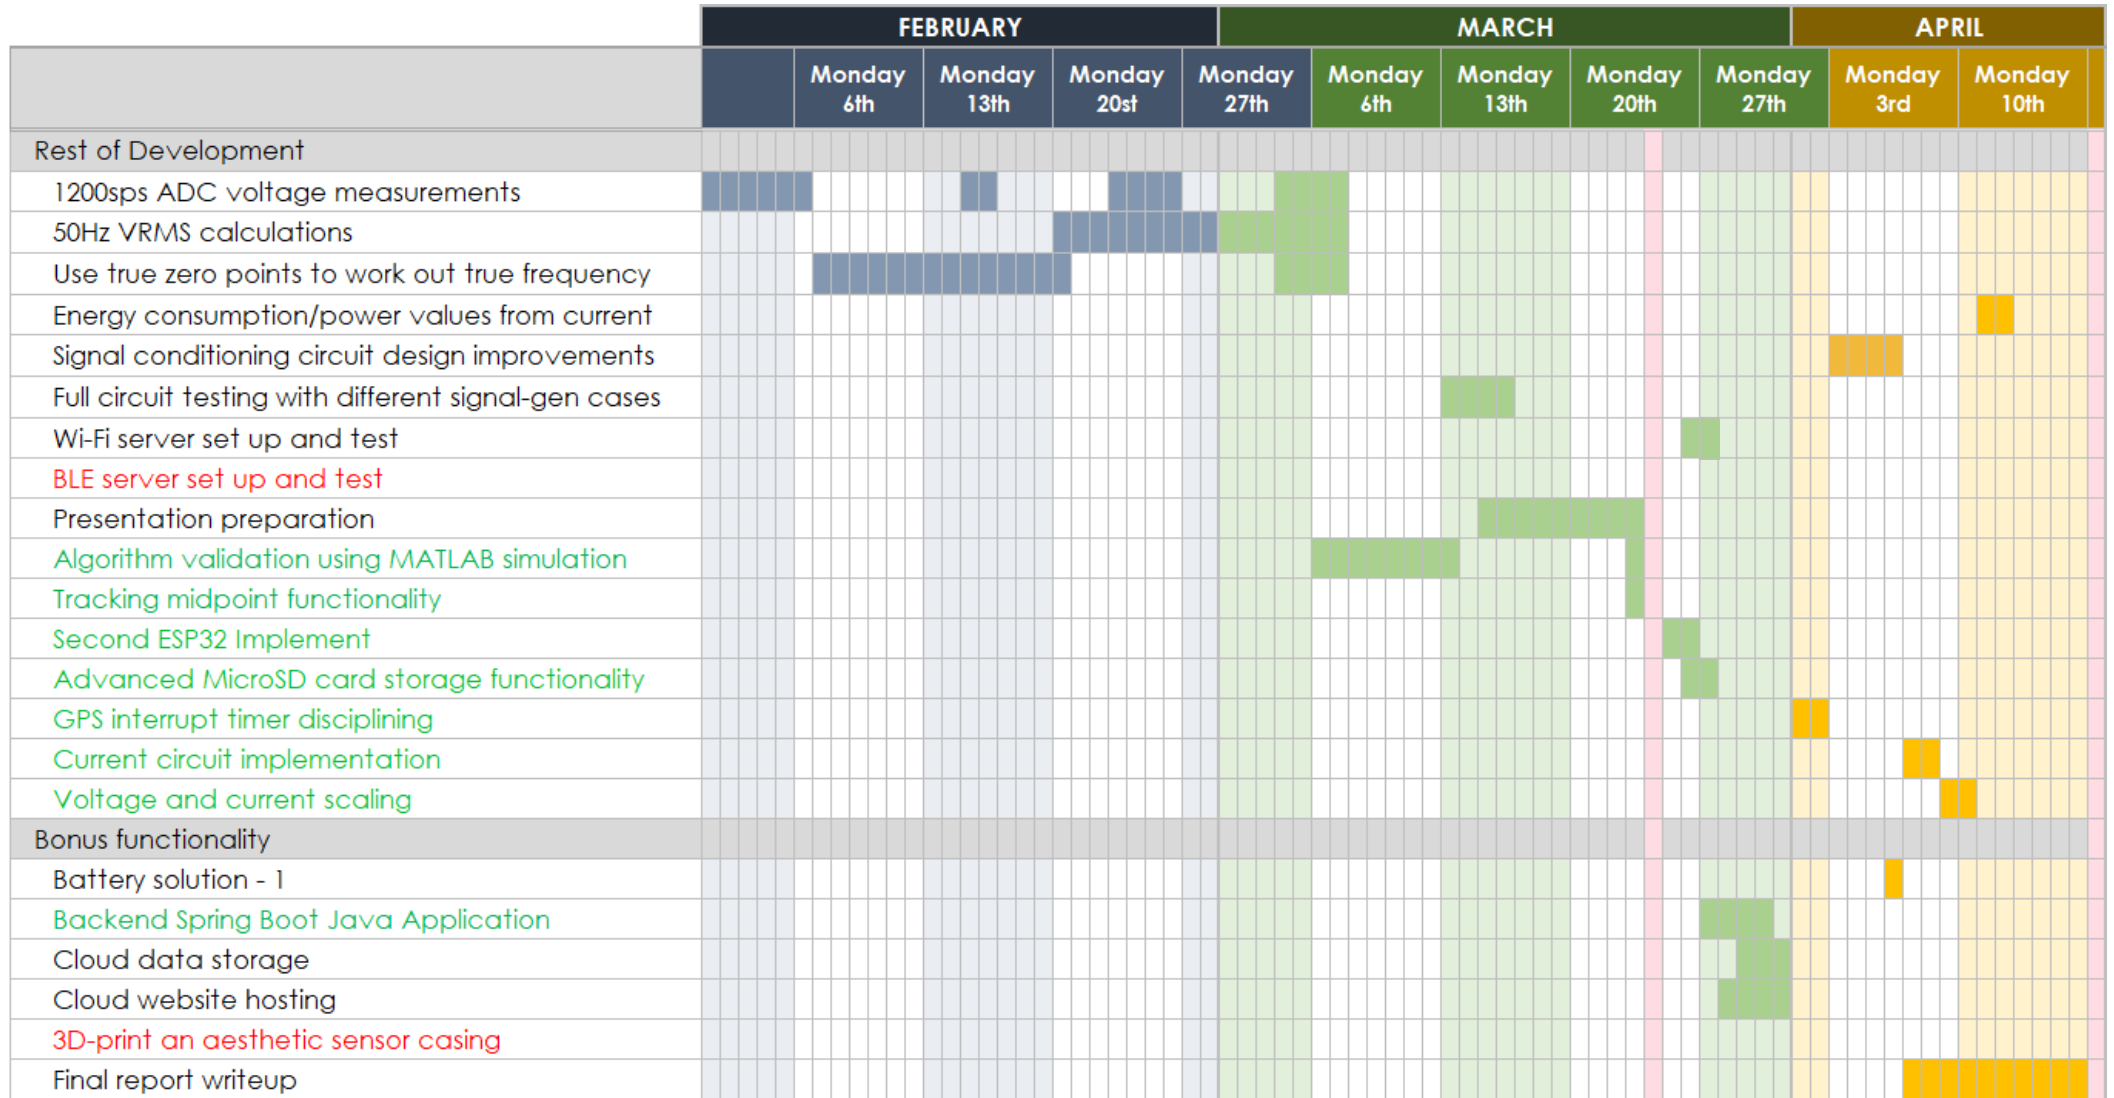 FEBRUARY MARCH APRIL
Monday 6th Monday 13th Monday 20st Monday 27th Monday 6th Monday 13th Monday 20th Monday 27th Monday 3rd Monday 10th
Rest of Development
1200sps ADC voltage measurements
50Hz VRMS calculations
Use true zero points to work out true frequency
Energy consumption/power values from current
Signal conditioning circuit design improvements
Full circuit testing with different signal-gen cases
Wi-Fi server set up and test
BLE server set up and test
Presentation preparation
Algorithm validation using MATLAB simulation
Tracking midpoint functionality
Second ESP32 Implement
Advanced MicroSD card storage functionality
GPS interrupt timer disciplining
Current circuit implementation
Voltage and current scaling
Bonus functionality
Battery solution - 1
Backend Spring Boot Java Application
Cloud data storage
Cloud website hosting
3D-print an aesthetic sensor casing
Final report writeup